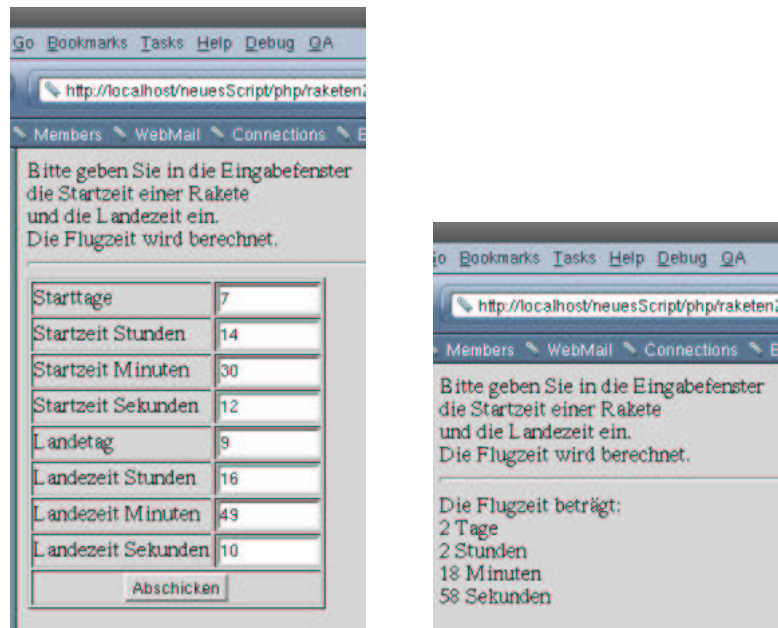 Go Bookmarks Tasks Help Debug QA
http://localhost/neuesScript/php/raketen2
Members WebMail Connections
Bitte geben Sie in die Eingabefenster
die Startzeit einer Rakete
und die Landezeit ein.
Die Flugzeit wird berechnet.
Starttage 7
Startzeit Stunden 14
Startzeit Minuten 30
Startzeit Sekunden 12
Landetag 9
Landezeit Stunden 16
Landezeit Minuten 49
Landezeit Sekunden 10
Abschicken
Go Bookmarks Tasks Help Debug QA
http://localhost/neuesScript/php/raketen2
Members WebMail Connections
Bitte geben Sie in die Eingabefenster
die Startzeit einer Rakete
und die Landezeit ein.
Die Flugzeit wird berechnet.
Die Flugzeit beträgt:
2 Tage
2 Stunden
18 Minuten
58 Sekunden